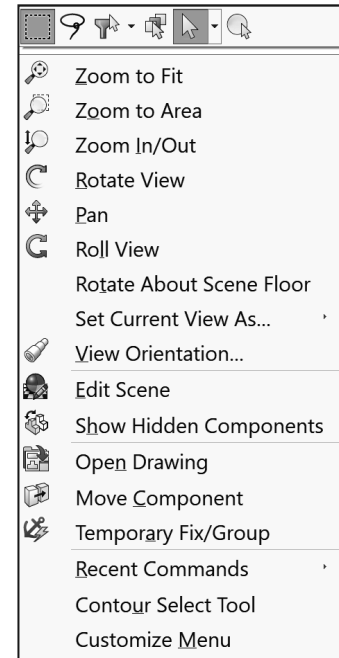 Zoom to Fit
Zoom to Area
Zoom In/Out
Rotate View
Pan
Roll View
Rotate About Scene Floor
Set Current View As...
View Orientation...
Edit Scene
Show Hidden Components
Open Drawing
Move Component
Temporary Fix/Group
Recent Commands
Contour Select Tool
Customize Menu